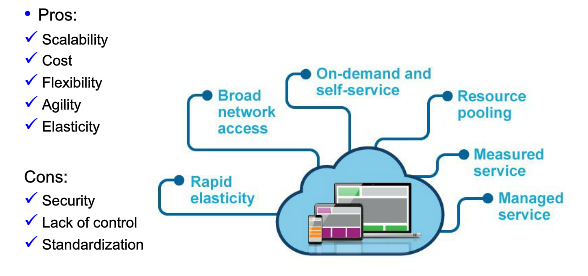 • Pros:
✓ Scalability
✓ Cost
✓ Flexibility
✓ Agility
✓ Elasticity
Cons:
✓ Security
✓ Lack of control
✓ Standardization
Rapid
elasticity
Broad
network
access
On-demand and
self-service
Resource
pooling
Measured
service
Managed
service